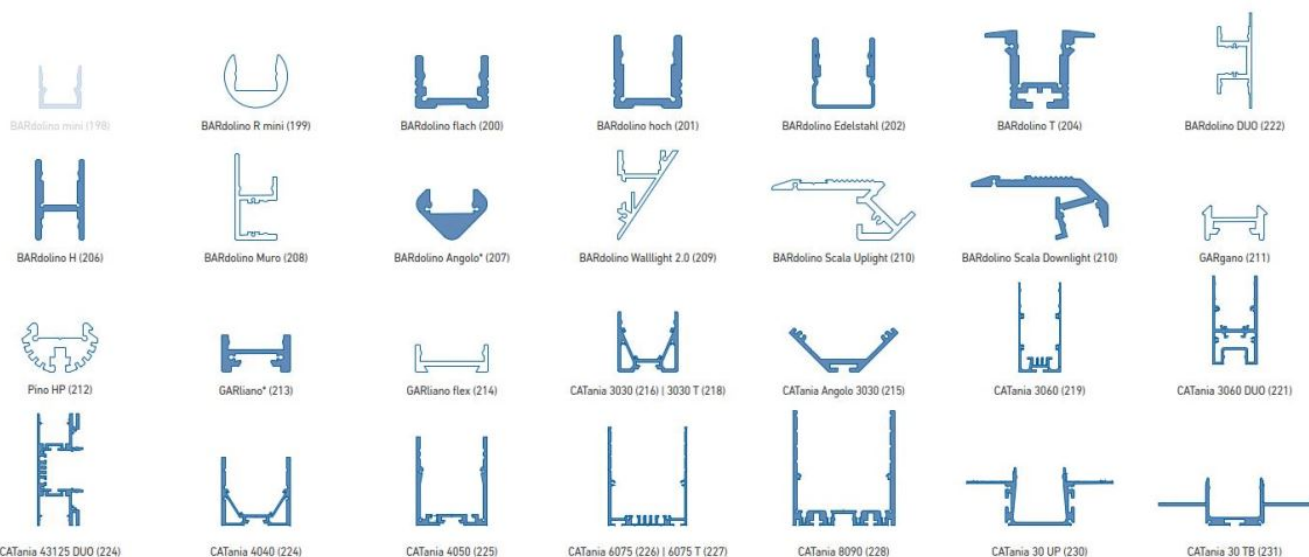 BARdolino mini (198)
BARdolino R mini (199)
BARdolino flach (200)
BARdolino hoch (201)
BARdolino Edelstahl (202)
BARdolino T (204)
BARdolino DUO (222)
BARdolino H (206)
BARdolino Muro (208)
BARdolino Angolo* (207)
BARdolino Walllight 2.0 (209)
BARdolino Scala Uplight (210)
BARdolino Scala Downlight (210)
GARgano (211)
Pino HP (212)
GARliano* (213)
GARliano flex (214)
CATania 3030 (216) | 3030 T (218)
CATania Angolo 3030 (215)
CATania 3060 (219)
CATania 3060 DUO (221)
CATania 43125 DUO (224)
CATania 4040 (224)
CATania 4050 (225)
CATania 6075 (226) | 6075 T (227)
CATania 8090 (228)
CATania 30 UP (230)
CATania 30 TB (231)